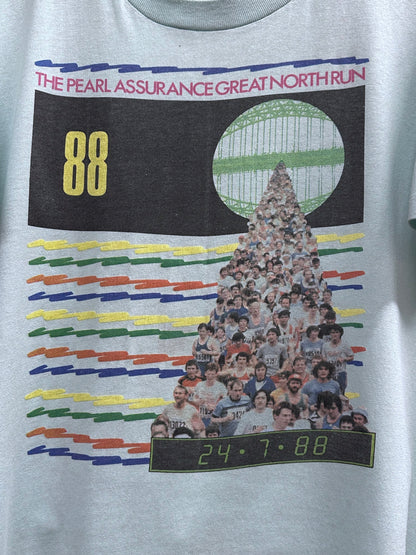 THE PEARL ASSURANCE GREAT NORTH RUN
88
24·7·88